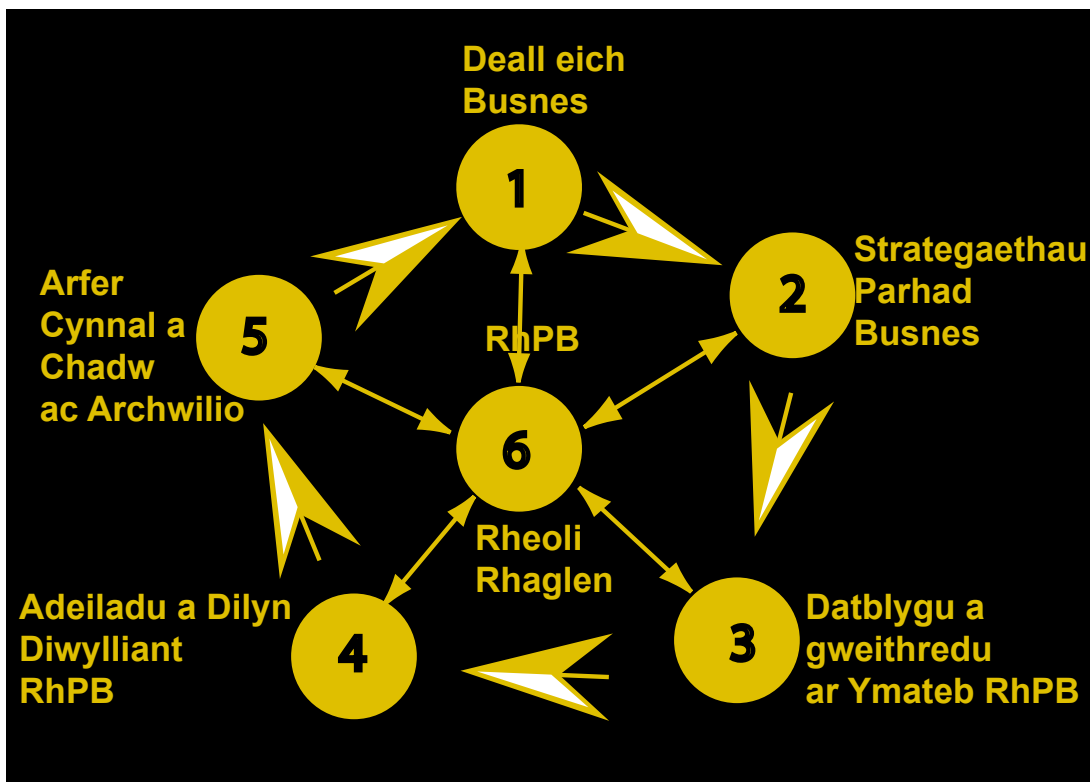 Deall eich
Busnes
1
Strategaethau
Parhad
Busnes
2
Arfer
Cynnal a
Chadw
ac Archwilio
5
RhPB
6
Rheoli
Rhaglen
Adeiladu a Dilyn
Diwylliant
RhPB
4
3
Datblygu a
gweithredu
ar Ymateb RhPB